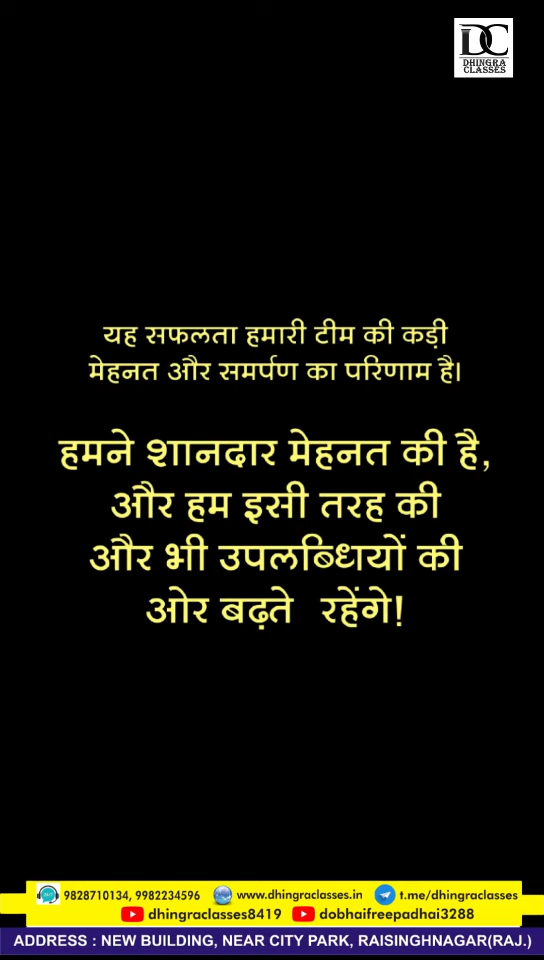 DC
DHINGRA
CLASSES
यह सफलता हमारी टीम की कड़ी
मेहनत और समर्पण का परिणाम है।
हमने शानदार मेहनत की है,
और हम इसी तरह की
और भी उपलब्धियों की
ओर बढ़ते रहेंगे!
9828710134, 9982234596 www.dhingraclasses.in t.me/dhingraclasses
dhingraclasses8419 dobhaifreepadhai3288
ADDRESS : NEW BUILDING, NEAR CITY PARK, RAISINGHNAGAR(RAJ.)